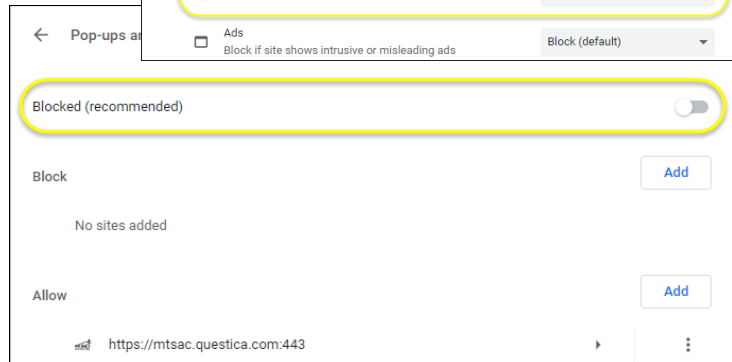 Pop-ups
Ads
Block if site shows intrusive or misleading ads
Block (default)
Blocked (recommended)
Block
Add
No sites added
Allow
Add
https://mtsac.questica.com:443